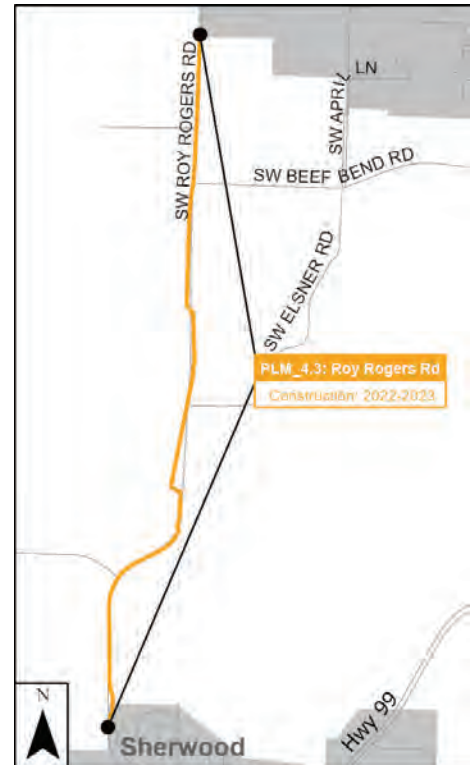 SW ROY ROGERS RD
SW APRIL
LN
SW BEEF BEND RD
SW ELSNER RD
PLM_4.3: Roy Rogers Rd
Construction: 2022-2023
Hwy 99
N
Sherwood